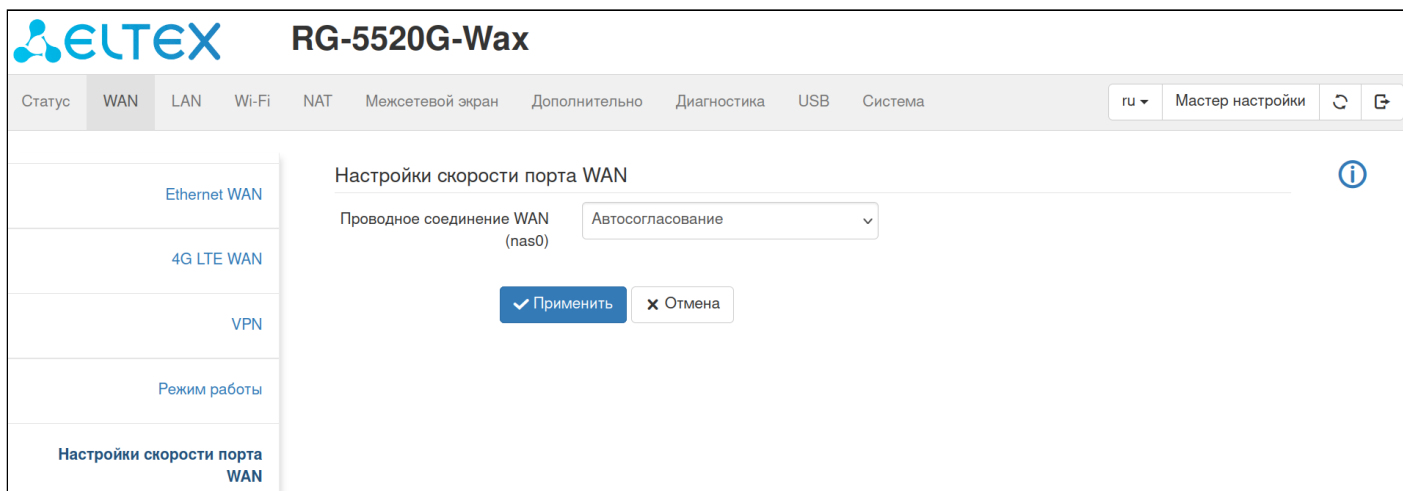 ELTEX RG-5520G-Wax
Статус WAN LAN Wi-Fi NAT Межсетевой экран Дополнительно Диагностика USB Система ru Мастер настройки
Ethernet WAN
4G LTE WAN
VPN
Режим работы
Настройки скорости порта
WAN
Настройки скорости порта WAN
Проводное соединение WAN
(nas0)
Автосогласование
Применить Отмена